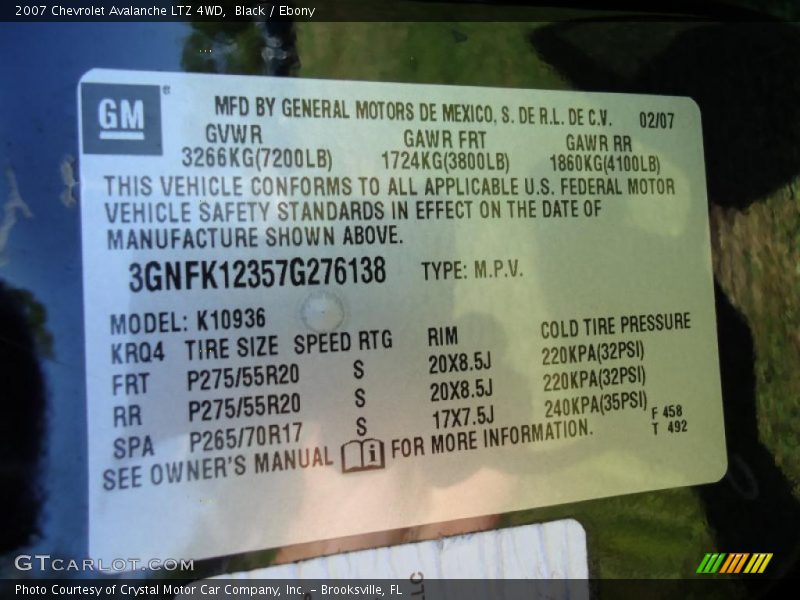 2007 Chevrolet Avalanche LTZ 4WD, Black / Ebony
GM®
MFD BY GENERAL MOTORS DE MEXICO, S. DE R.L. DE C.V. 02/07
GVWR GAWR FRT GAWR RR
3266KG(7200LB) 1724KG(3800LB) 1860KG(4100LB)
THIS VEHICLE CONFORMS TO ALL APPLICABLE U.S. FEDERAL MOTOR
VEHICLE SAFETY STANDARDS IN EFFECT ON THE DATE OF
MANUFACTURE SHOWN ABOVE.
3GNFK12357G276138 TYPE: M.P.V.
MODEL: K10936
KRQ4 TIRE SIZE SPEED RTG RIM COLD TIRE PRESSURE
FRT P275/55R20 S 20X8.5J 220KPA(32PSI)
RR P275/55R20 S 20X8.5J 220KPA(32PSI)
SPA P265/70R17 S 17X7.5J 240KPA(35PSI)
F 458
T 492
SEE OWNER'S MANUAL i FOR MORE INFORMATION.
GTCARLOT.COM
Photo Courtesy of Crystal Motor Car Company, Inc. - Brooksville, FL